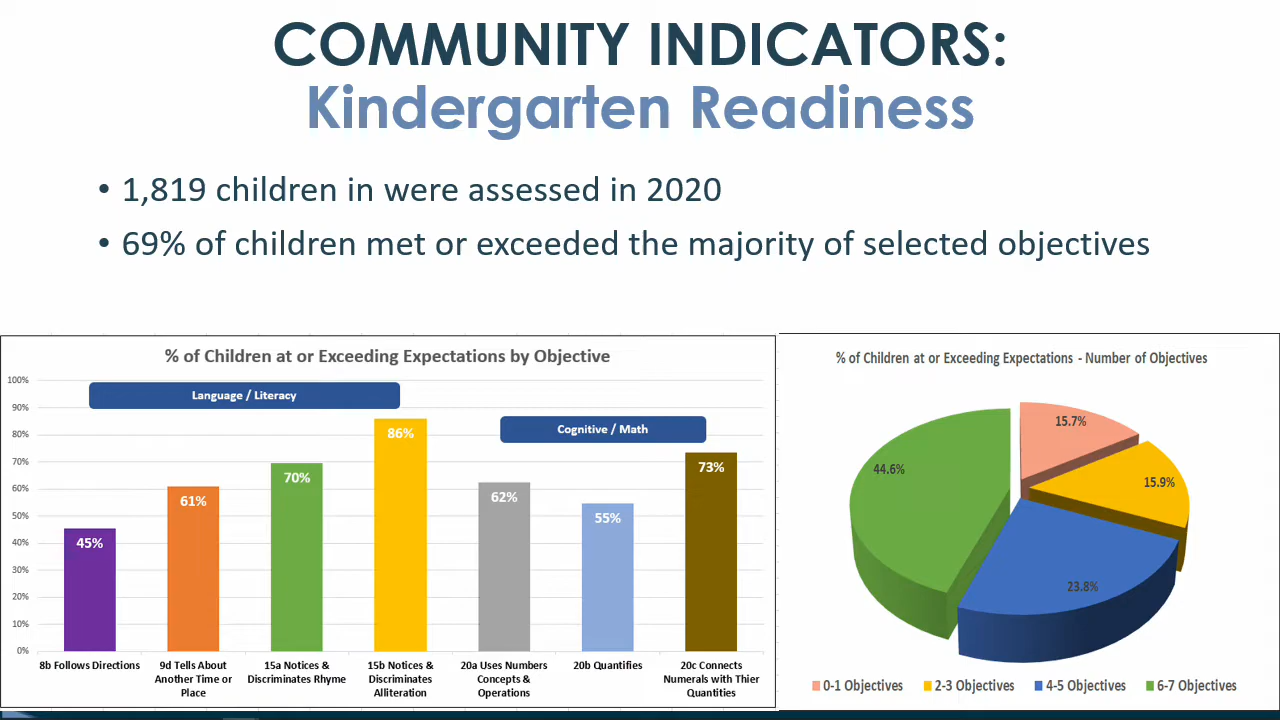 COMMUNITY INDICATORS:
Kindergarten Readiness
• 1,819 children in were assessed in 2020
• 69% of children met or exceeded the majority of selected objectives
% of Children at or Exceeding Expectations by Objective
100%
90%
80%
70%
60%
50%
40%
30%
20%
10%
0%
Language / Literacy
Cognitive / Math
45%
61%
70%
86%
62%
55%
73%
8b Follows Directions
9d Tells About
Another Time or
Place
15a Notices &
Discriminates Rhyme
15b Notices &
Discriminates
Alliteration
20a Uses Numbers
Concepts &
Operations
20b Quantifies
20c Connects
Numerals with Thier
Quantities
% of Children at or Exceeding Expectations - Number of Objectives
15.7%
15.9%
23.8%
44.6%
0-1 Objectives
2-3 Objectives
4-5 Objectives
6-7 Objectives